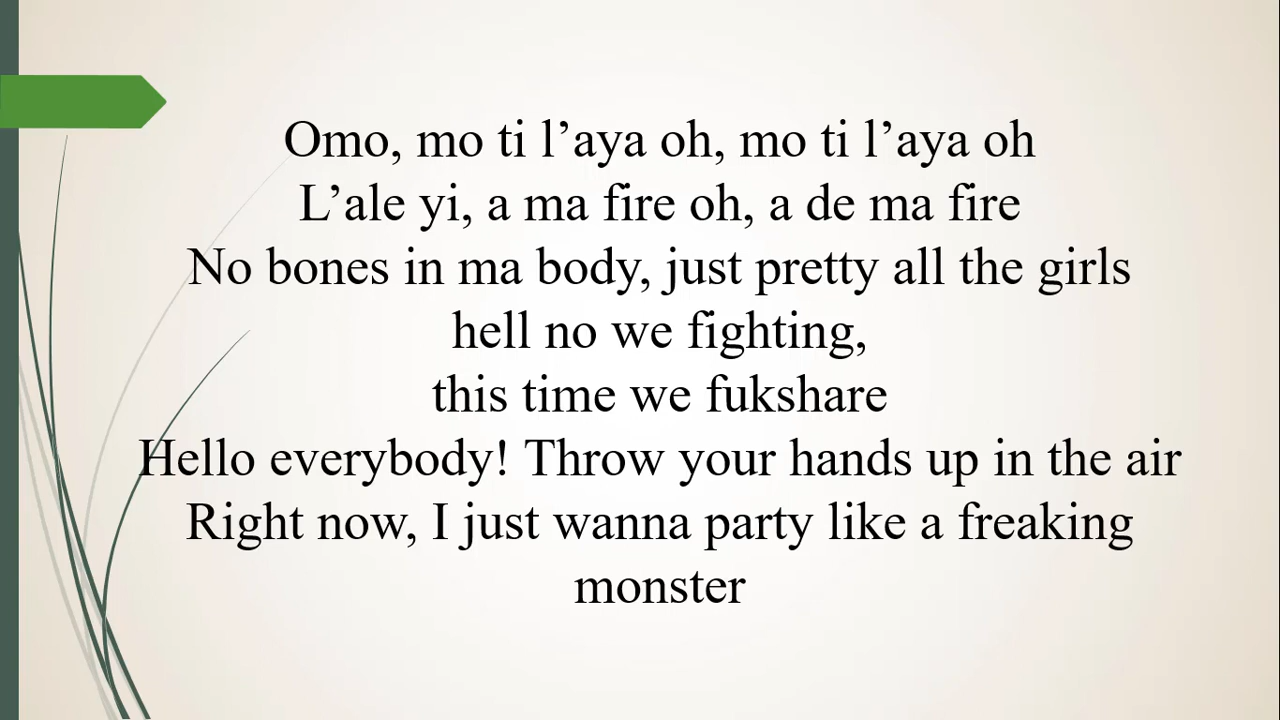 Omo, mo ti l’aya oh, mo ti l’aya oh
L’ale yi, a ma fire oh, a de ma fire
No bones in ma body, just pretty all the girls
hell no we fighting,
this time we fukshare
Hello everybody! Throw your hands up in the air
Right now, I just wanna party like a freaking
monster